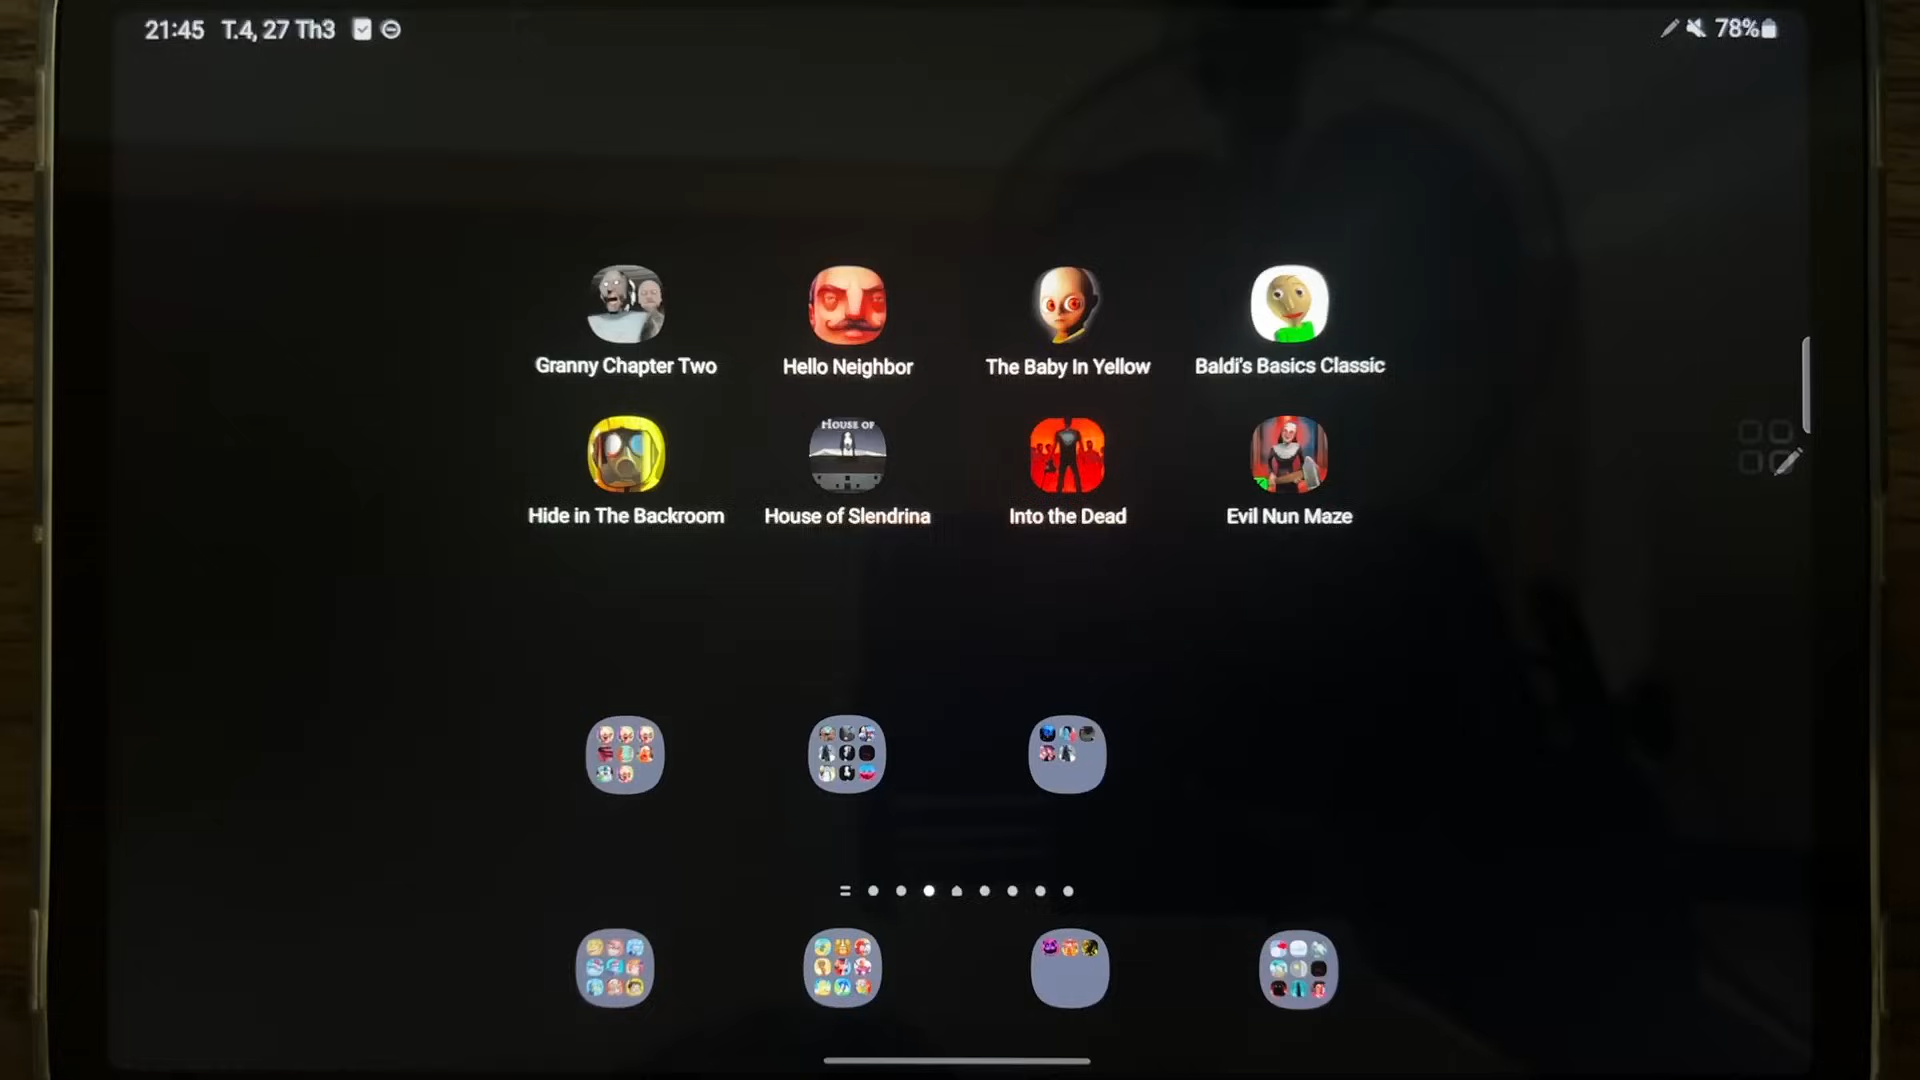 21:45 T.4, 27 Th3 78%
Granny Chapter Two Hello Neighbor The Baby In Yellow Baldi's Basics Classic
HOUSE OF
Hide in The Backroom House of Slendrina Into the Dead Evil Nun Maze